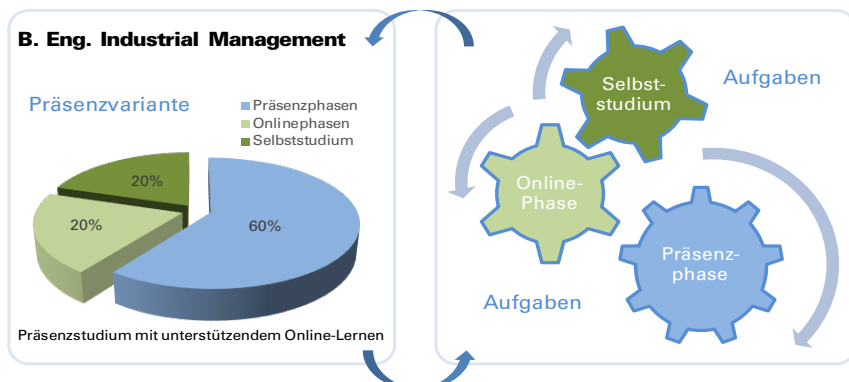 B. Eng. Industrial Management
Präsenzvariante
Präsenzphasen
Onlinephasen
Selbststudium
20%
20%
60%
Präsenzstudium mit unterstützendem Online-Lernen
Selbst-
studium
Aufgaben
Online-
Phase
Präsenz-
phase
Aufgaben